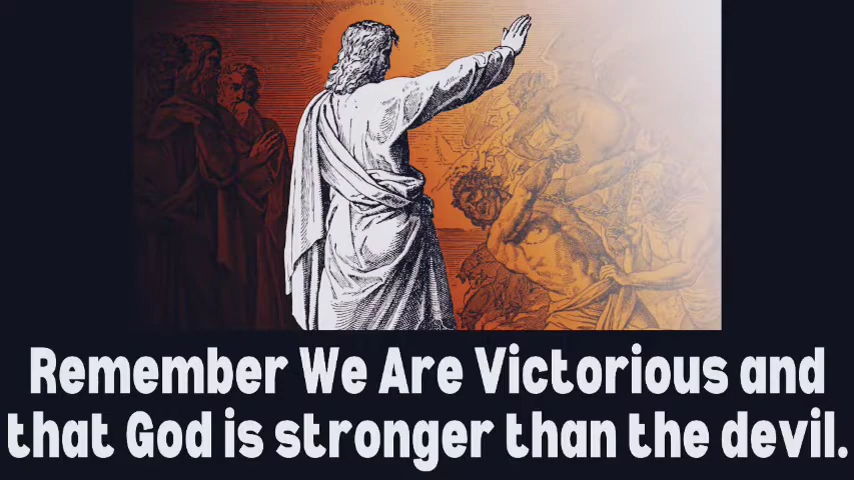 Remember We Are Victorious and
that God is stronger than the devil.